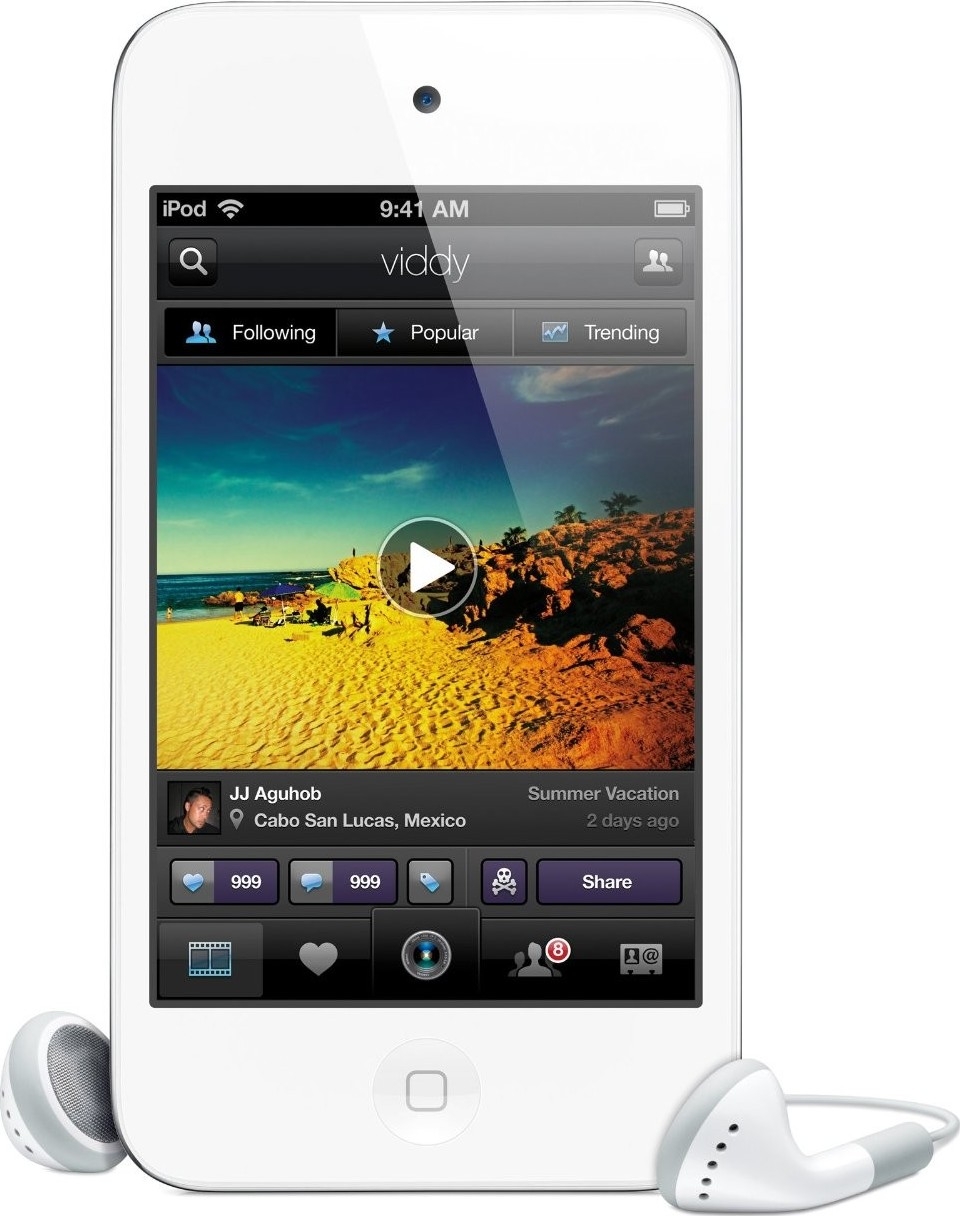 iPod 9:41 AM
viddy
Following Popular Trending
JJ Aguhob Summer Vacation
Cabo San Lucas, Mexico 2 days ago
999 999 Share
8
@